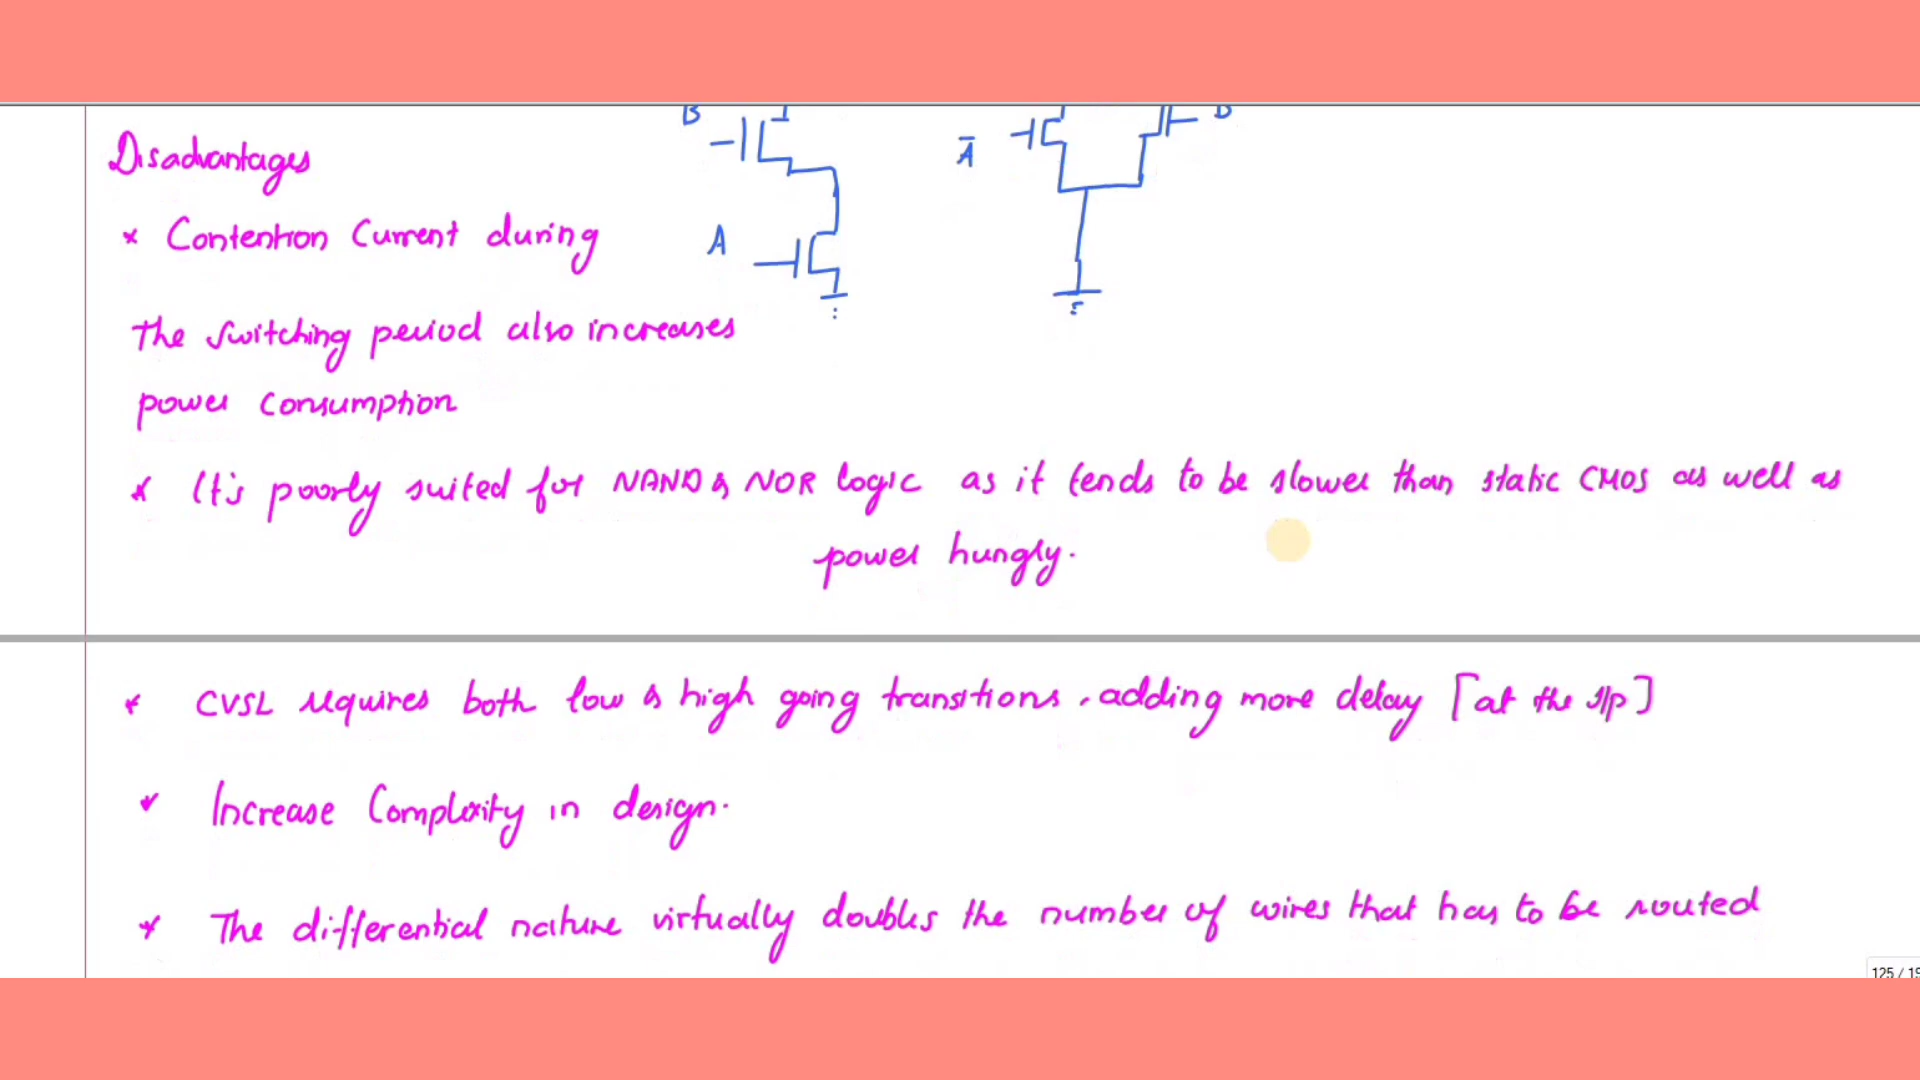 B
Disadvantages
Ā
* Contention Current during
A
the switching period also increases
power consumption
* It's poorly suited for NAND & NOR logic as it tends to be slower than static CMOS as well as
power hungry.
* CVSL requires both low & high going transitions, adding more delay [at the
* Increase Complexity in design.
* The differential nature virtually doubles the number of wires that has to be routed
125 / 19